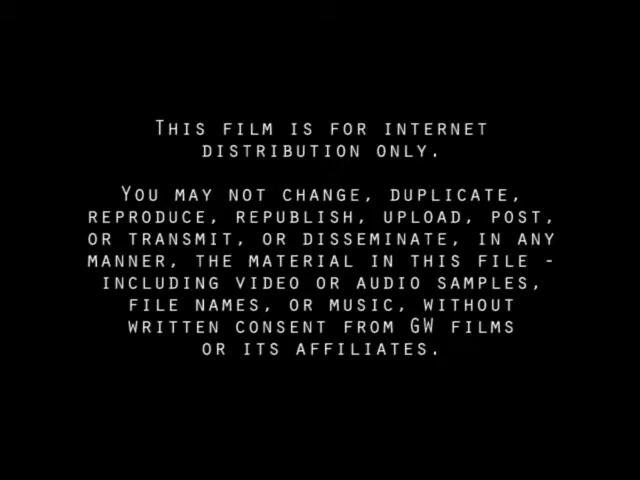 THIS FILM IS FOR INTERNET
DISTRIBUTION ONLY.
YOU MAY NOT CHANGE, DUPLICATE,
REPRODUCE, REPUBLISH, UPLOAD, POST,
OR TRANSMIT, OR DISSEMINATE, IN ANY
MANNER, THE MATERIAL IN THIS FILE -
INCLUDING VIDEO OR AUDIO SAMPLES,
FILE NAMES, OR MUSIC, WITHOUT
WRITTEN CONSENT FROM GW FILMS
OR ITS AFFILIATES.